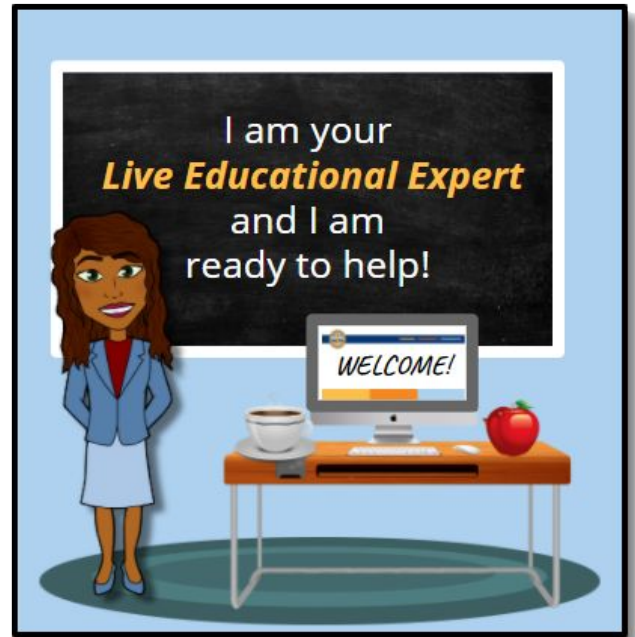 I am your
Live Educational Expert
and I am
ready to help!
WELCOME!